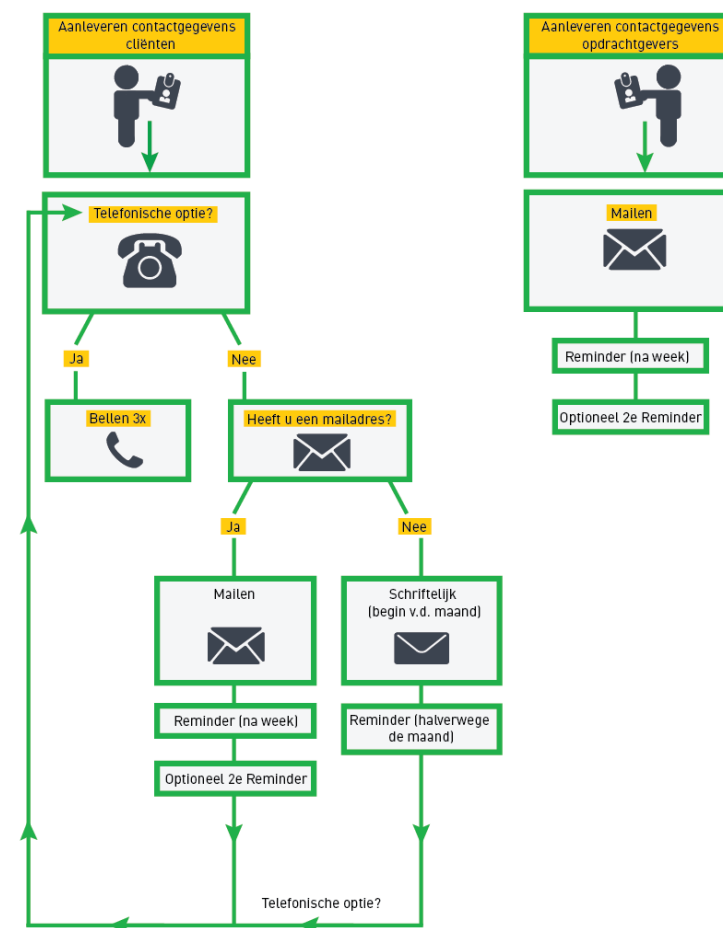 Aanleveren contactgegevens
cliënten
Aanleveren contactgegevens
opdrachtgevers
Telefonische optie?
Mailen
Ja
Nee
Reminder (na week)
Bellen 3x
Heeft u een mailadres?
Optioneel 2e Reminder
Ja
Nee
Mailen
Schriftelijk
(begin v.d. maand)
Reminder (na week)
Reminder (halverwege
de maand)
Optioneel 2e Reminder
Telefonische optie?